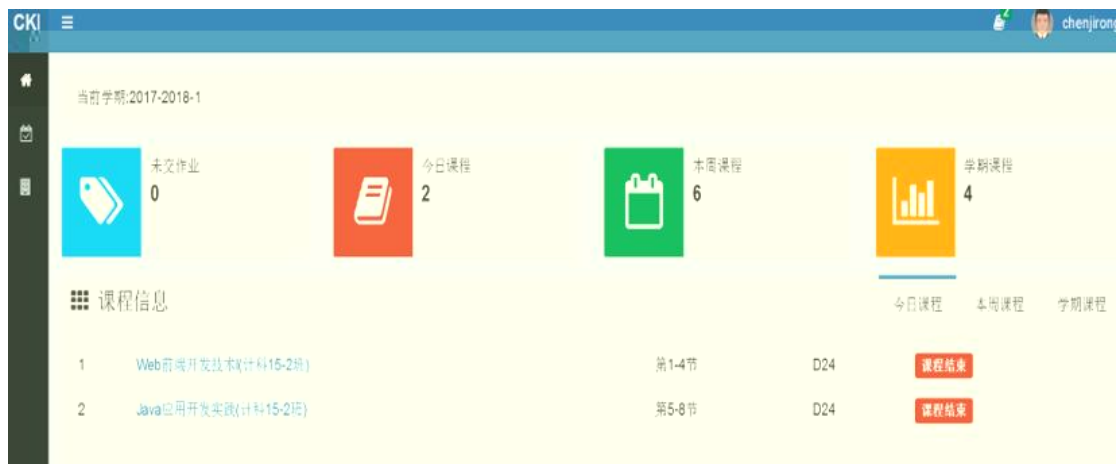 CKI
2
chenjirong
当前学期:2017-2018-1
未交作业
0
今日课程
2
本周课程
6
学期课程
4
课程信息
今日课程 本周课程 学期课程
1 Web前端开发技术I(计科15-2班) 第1-4节 D24 课程结束
2 Java应用开发实践(计科15-2班) 第5-8节 D24 课程结束